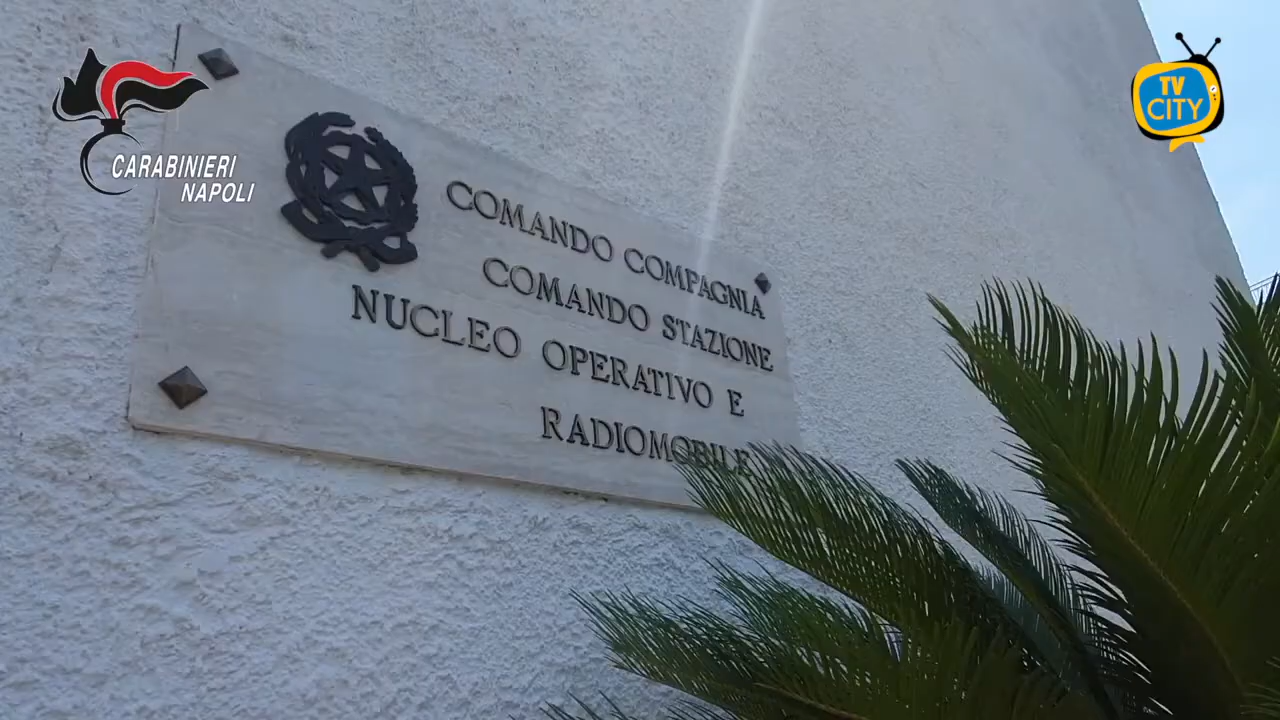 CARABINIERI
NAPOLI
TV
CITY
COMANDO COMPAGNIA
COMANDO STAZIONE
NUCLEO OPERATIVO E
RADIOMOBILE